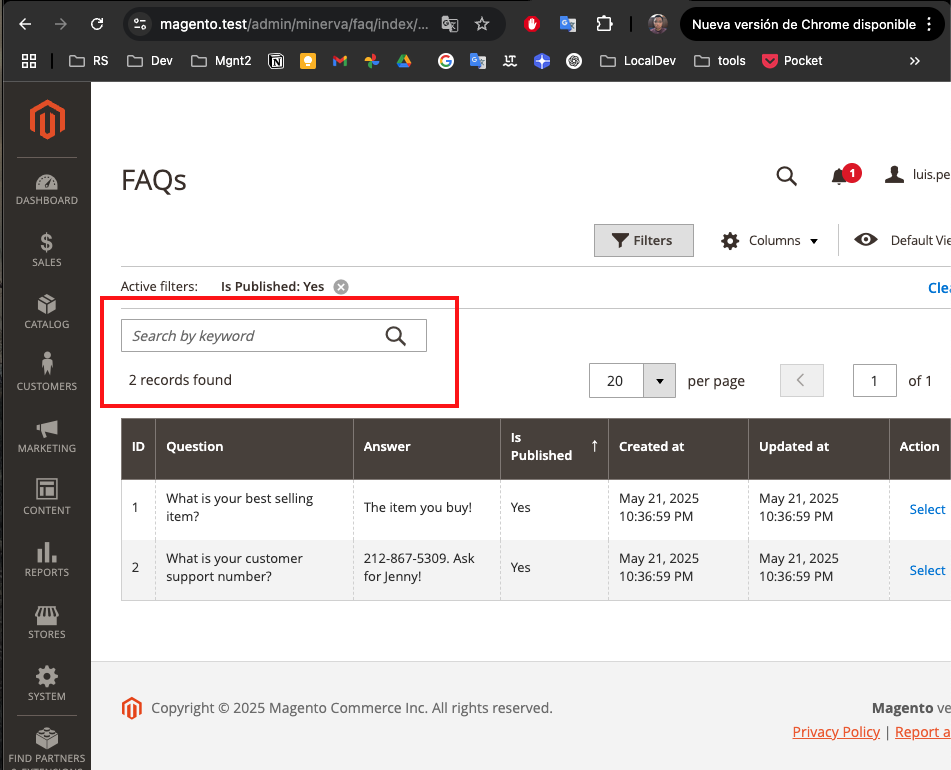 magento.test/admin/minerva/faq/index/...
Nueva versión de Chrome disponible
RS
Dev
Mgnt2
LocalDev
tools
Pocket
»
FAQs
1
luis.pe
DASHBOARD
SALES
CATALOG
CUSTOMERS
MARKETING
CONTENT
REPORTS
STORES
SYSTEM
FIND PARTNERS
& EXTENSIONS
Filters
Columns
Default Vie
Active filters: Is Published: Yes
Clea
Search by keyword
2 records found
20 per page 1 of 1
ID Question Answer Is Published ↑ Created at Updated at Action
1 What is your best selling item? The item you buy! Yes May 21, 2025 10:36:59 PM May 21, 2025 10:36:59 PM Select
2 What is your customer support number? 212-867-5309. Ask for Jenny! Yes May 21, 2025 10:36:59 PM May 21, 2025 10:36:59 PM Select
Copyright © 2025 Magento Commerce Inc. All rights reserved.
Magento ve
Privacy Policy | Report a